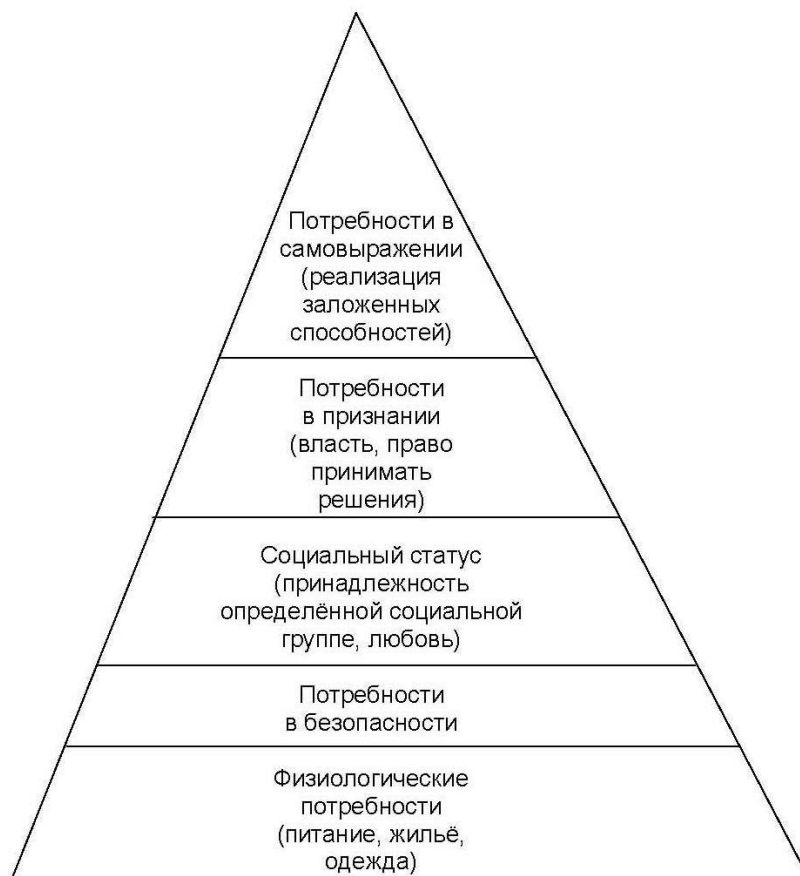 Потребности в
самовыражении
(реализация
заложенных
способностей)
Потребности
в признании
(власть, право
принимать
решения)
Социальный статус
(принадлежность
определённой социальной
группе, любовь)
Потребности
в безопасности
Физиологические
потребности
(питание, жильё,
одежда)